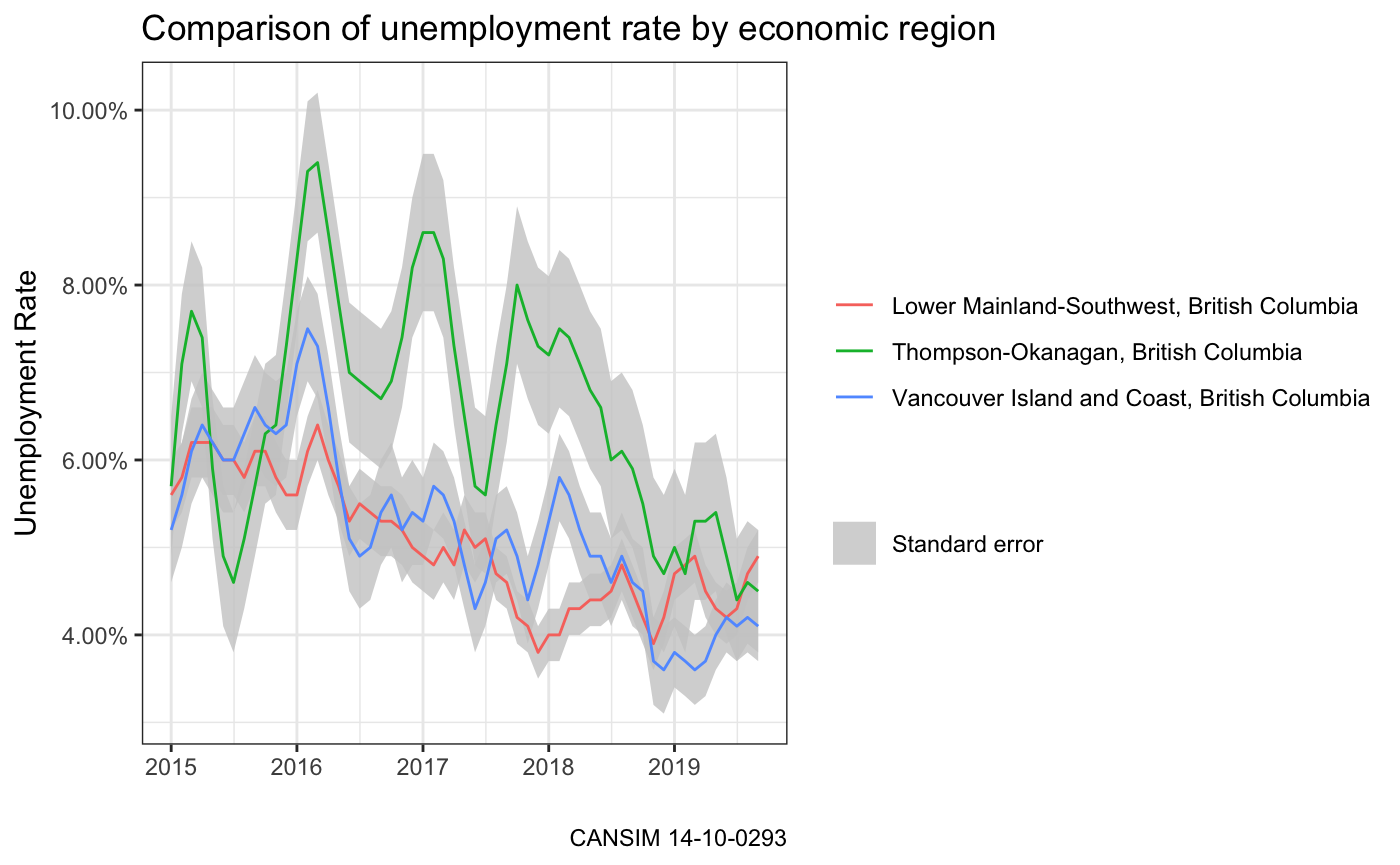 Comparison of unemployment rate by economic region
Unemployment Rate
10.00%
8.00%
6.00%
4.00%
2015
2016
2017
2018
2019
Lower Mainland-Southwest, British Columbia
Thompson-Okanagan, British Columbia
Vancouver Island and Coast, British Columbia
Standard error
CANSIM 14-10-0293